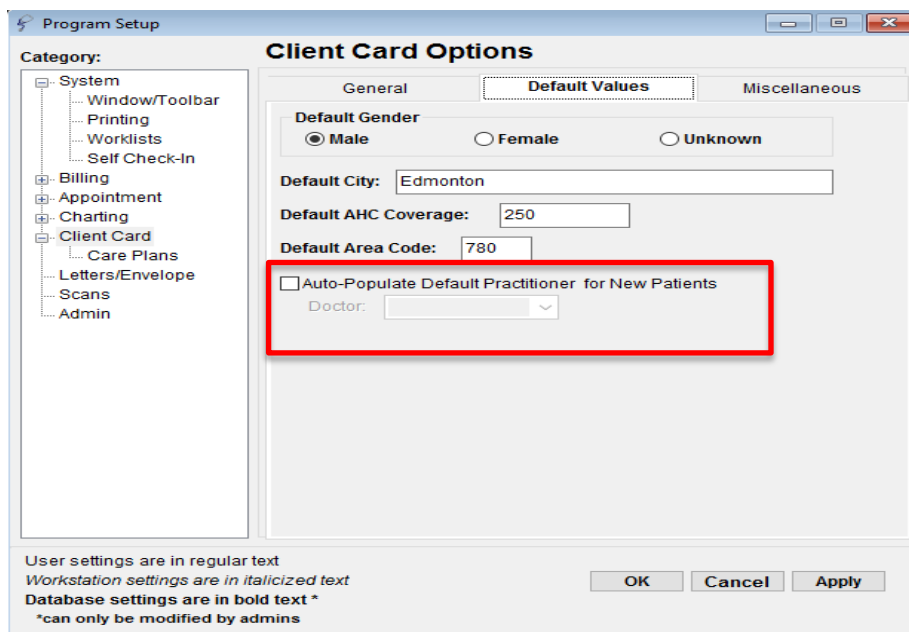 Program Setup
Category:
System
Window/Toolbar
Printing
Worklists
Self Check-In
Billing
Appointment
Charting
Client Card
Care Plans
Letters/Envelope
Scans
Admin
Client Card Options
General Default Values Miscellaneous
Default Gender
Male Female Unknown
Default City: Edmonton
Default AHC Coverage: 250
Default Area Code: 780
Auto-Populate Default Practitioner for New Patients
Doctor:
User settings are in regular text
Workstation settings are in italicized text
Database settings are in bold text *
*can only be modified by admins
OK Cancel Apply